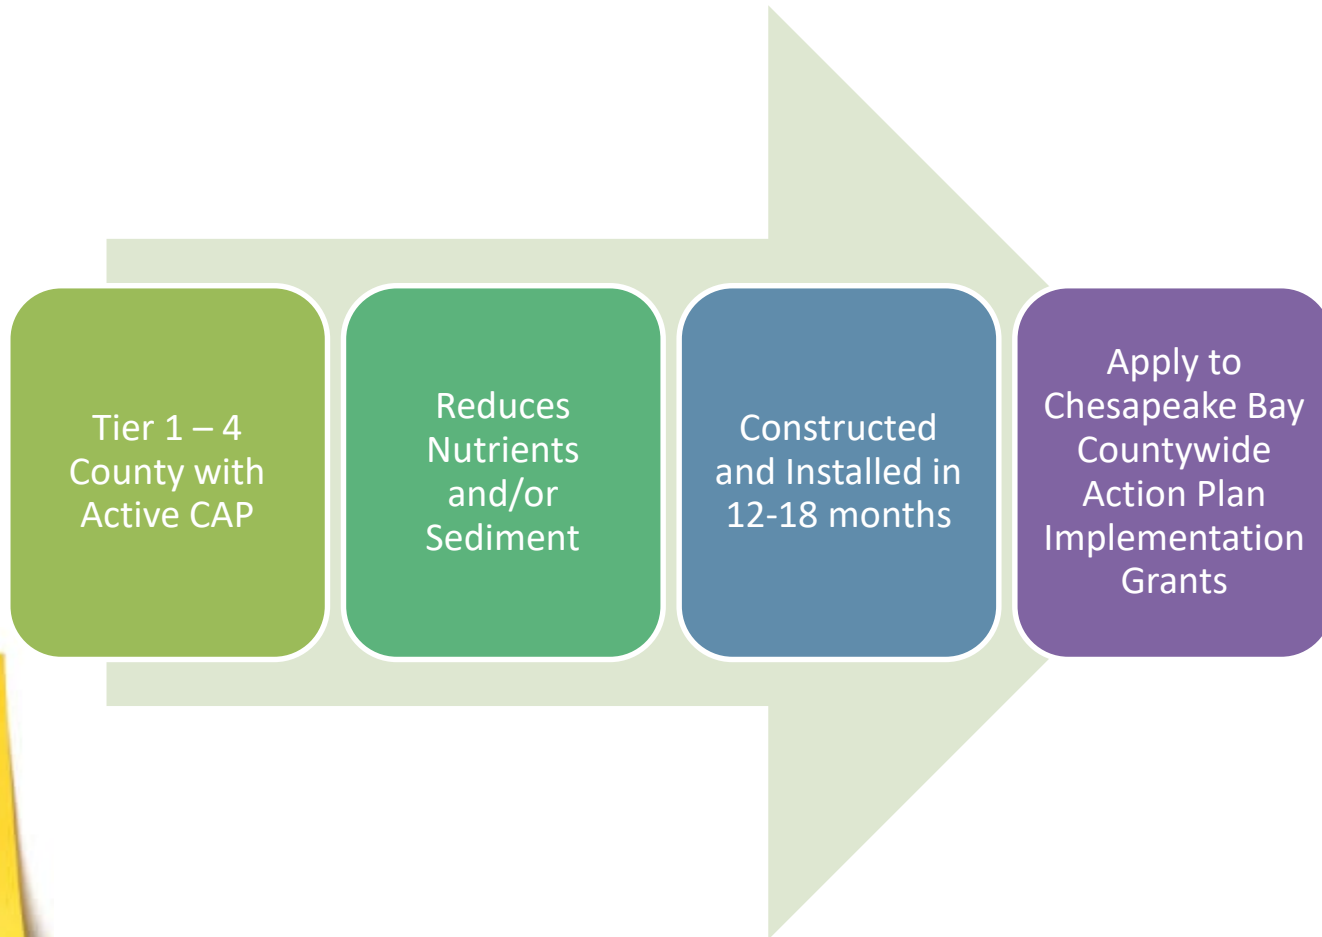 Tier 1 – 4
County with
Active CAP
Reduces
Nutrients
and/or
Sediment
Constructed
and Installed in
12-18 months
Apply to
Chesapeake Bay
Countywide
Action Plan
Implementation
Grants